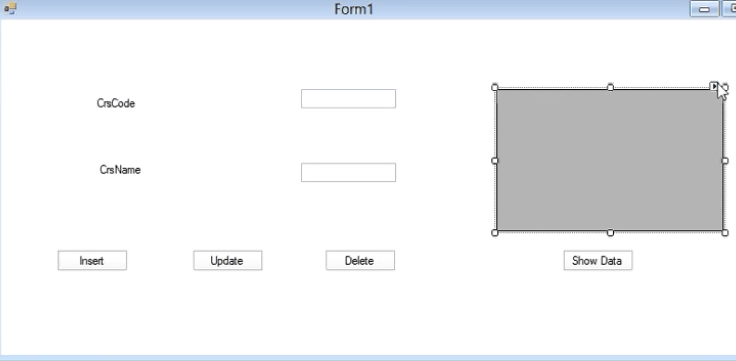 Form1
CrsCode
CrsName
Insert
Update
Delete
Show Data